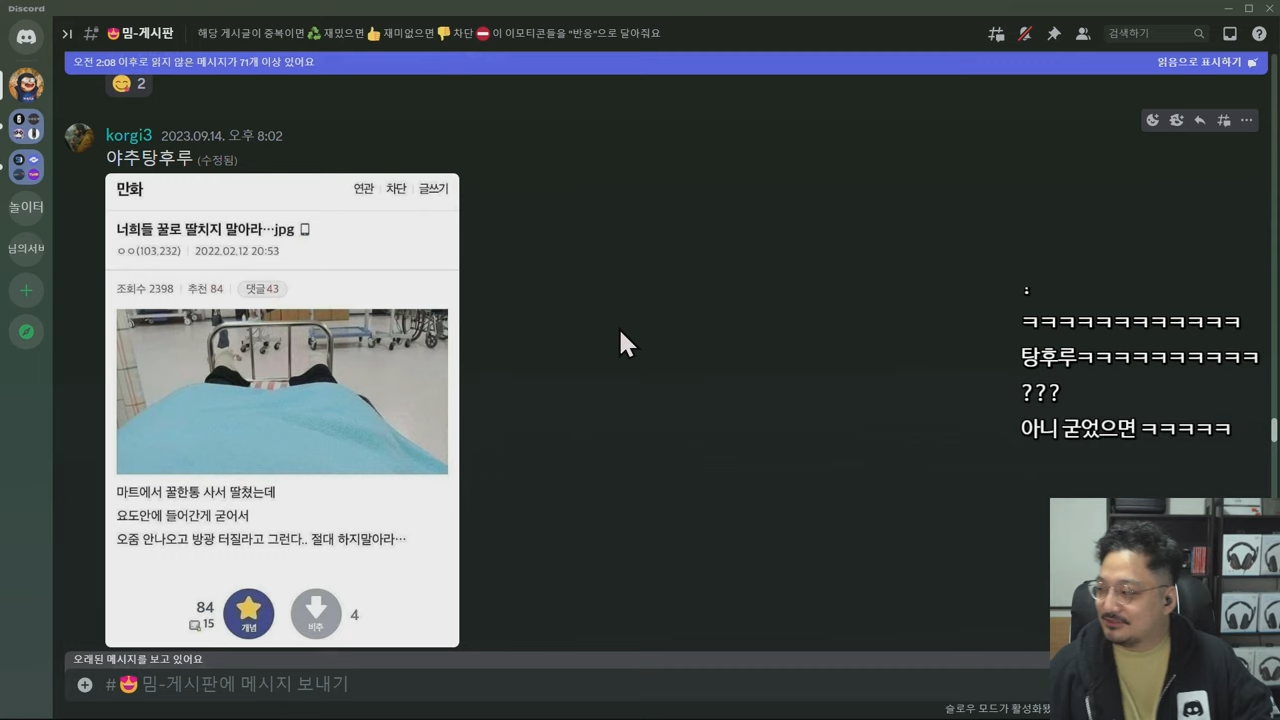 Discord
밈-게시판
해당 게시글이 중복이면 재밌으면 재미없으면 차단 이 이모티콘들을 "반응"으로 달아줘요
검색하기
오전 2:08 이후로 읽지 않은 메시지가 71개 이상 있어요
읽음으로 표시하기
2
korgi3 2023.09.14. 오후 8:02
야추탕후루 (수정됨)
만화
연관 차단 글쓰기
너희들 꿀로 딸치지 말아라···jpg
ㅇㅇ(103.232) 2022.02.12 20:53
조회수 2398 추천 84 댓글43
마트에서 꿀한통 사서 딸쳤는데
요도안에 들어간게 굳어서
오줌 안나오고 방광 터질라고 그런다.. 절대 하지말아라···
84
15
개념
비추
4
놀이터
님의서버
:
ㅋㅋㅋㅋㅋㅋㅋㅋㅋㅋㅋㅋ
탕후루ㅋㅋㅋㅋㅋㅋㅋㅋㅋㅋ
???
아니 굳었으면 ㅋㅋㅋㅋㅋ
오래된 메시지를 보고 있어요
#밈-게시판에 메시지 보내기
슬로우 모드가 활성화됐